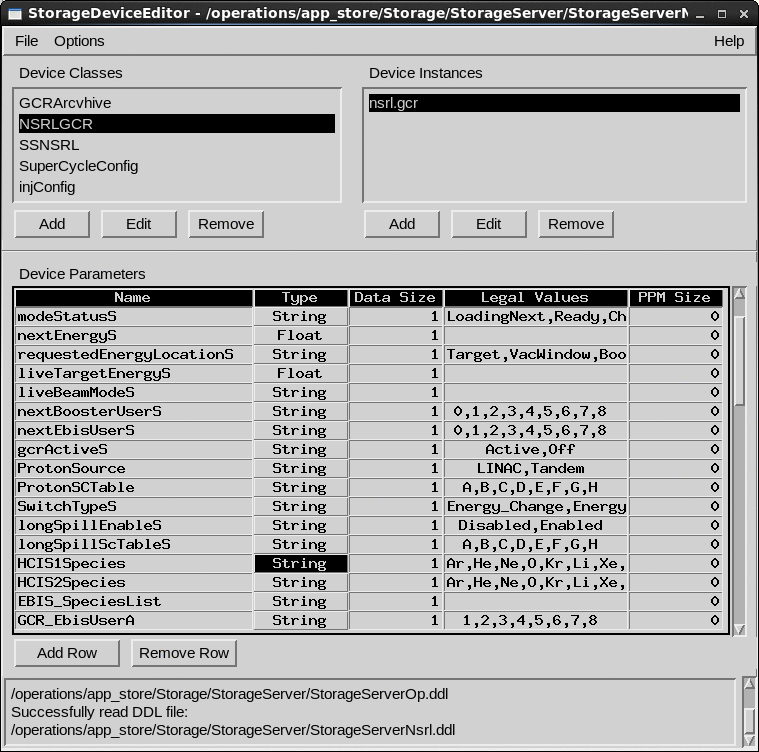 StorageDeviceEditor - /operations/app_store/Storage/StorageServer/StorageServerN
File Options Help
Device Classes
GCRArcvhive
NSRLGCR
SSNSRL
SuperCycleConfig
injConfig
Add Edit Remove
Device Instances
nsrl.gcr
Add Edit Remove
Device Parameters
Name Type Data Size Legal Values PPM Size
modeStatusS String 1 LoadingNext,Ready,Ch 0
nextEnergyS Float 1 0
requestedEnergyLocationS String 1 Target,VacWindow,Boo 0
liveTargetEnergyS Float 1 0
liveBeamModeS String 1 0
nextBoosterUserS String 1 0,1,2,3,4,5,6,7,8 0
nextEbisUserS String 1 0,1,2,3,4,5,6,7,8 0
gcrActiveS String 1 Active,Off 0
ProtonSource String 1 LINAC,Tandem 0
ProtonSCTable String 1 A,B,C,D,E,F,G,H 0
SwitchTypeS String 1 Energy_Change,Energy 0
longSpillEnableS String 1 Disabled,Enabled 0
longSpillScTableS String 1 A,B,C,D,E,F,G,H 0
HCIS1Species String 1 Ar,He,Ne,O,Kr,Li,Xe, 0
HCIS2Species String 1 Ar,He,Ne,O,Kr,Li,Xe, 0
EBIS_SpeciesList String 1 0
GCR_EbisUserA String 1 1,2,3,4,5,6,7,8 0
Add Row Remove Row
/operations/app_store/Storage/StorageServer/StorageServerOp.ddl
Successfully read DDL file:
/operations/app_store/Storage/StorageServer/StorageServerNsrl.ddl